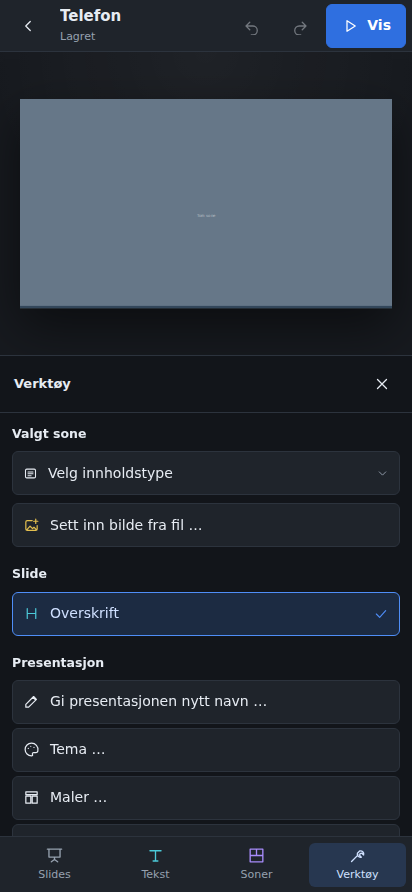 Telefon
Lagret
Vis
Verktøy
Valgt sone
Velg innholdstype
Sett inn bilde fra fil ...
Slide
Overskrift
Presentasjon
Gi presentasjonen nytt navn ...
Tema ...
Maler ...
Slides
Tekst
Soner
Verktøy